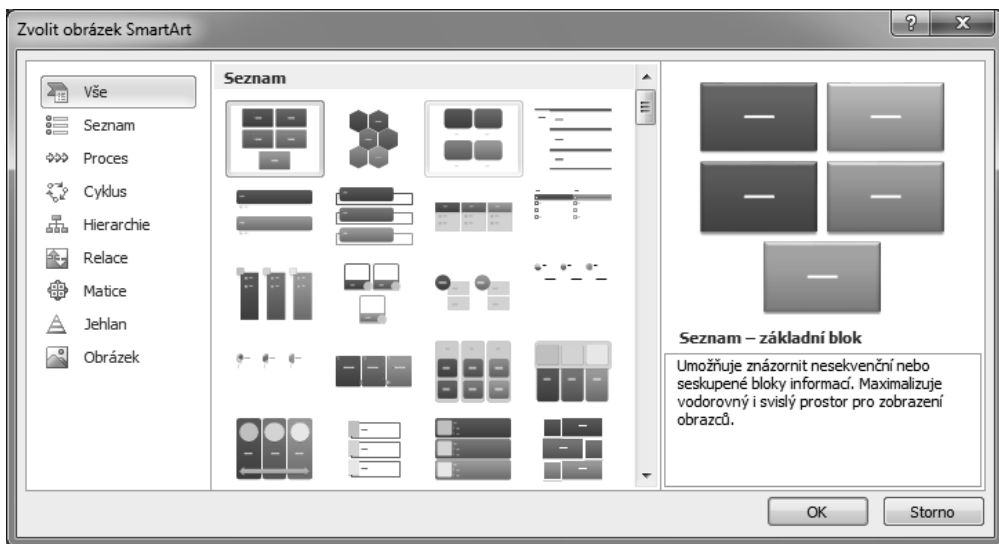 Zvolit obrázek SmartArt
Vše
Seznam
Proces
Cyklus
Hierarchie
Relace
Matice
Jehlan
Obrázek
Seznam
Seznam – základní blok
Umožňuje znázornit nesekvenční nebo
seskupené bloky informací. Maximalizuje
vodorovný i svislý prostor pro zobrazení
obrazců.
OK
Storno